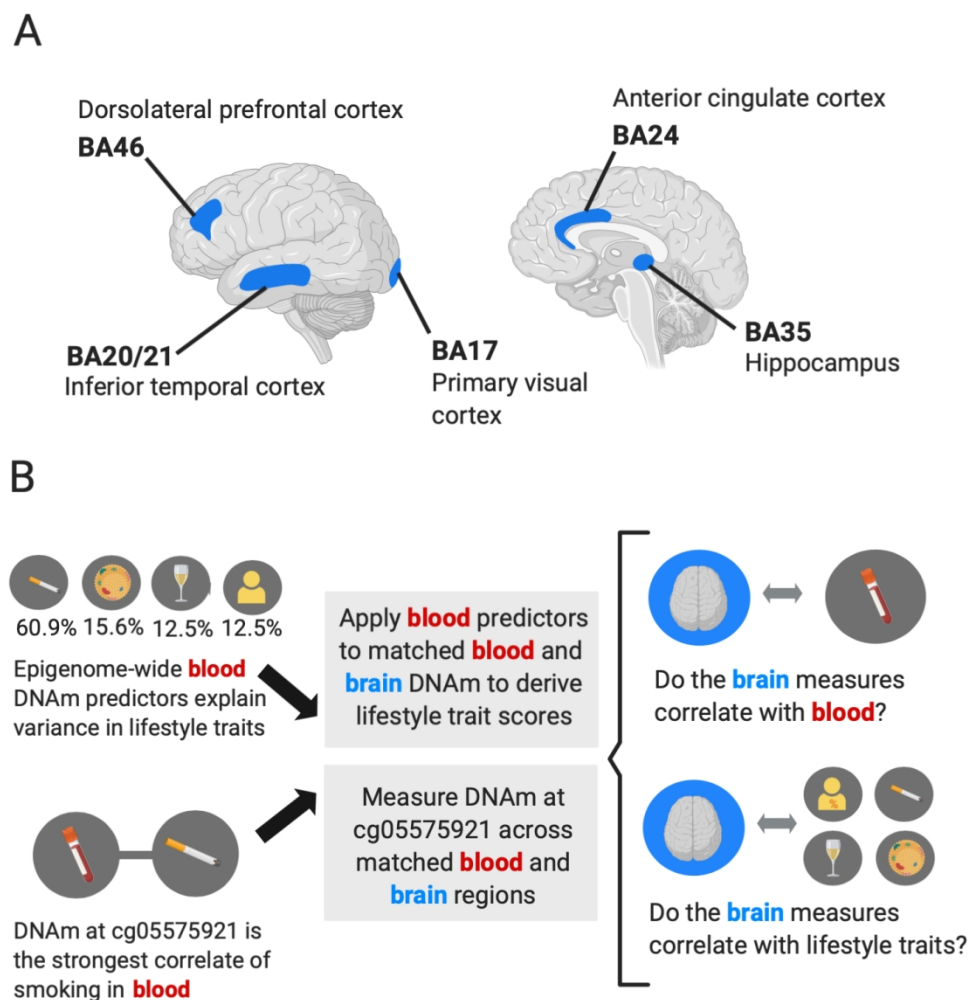 A
Dorsolateral prefrontal cortex
BA46
Anterior cingulate cortex
BA24
BA20/21
Inferior temporal cortex
BA17
Primary visual
cortex
BA35
Hippocampus
B
60.9% 15.6% 12.5% 12.5%
Epigenome-wide blood
DNAm predictors explain
variance in lifestyle traits
Apply blood predictors
to matched blood and
brain DNAm to derive
lifestyle trait scores
Do the brain measures
correlate with blood?
DNAm at cg05575921 is
the strongest correlate of
smoking in blood
Measure DNAm at
cg05575921 across
matched blood and
brain regions
%
Do the brain measures
correlate with lifestyle traits?